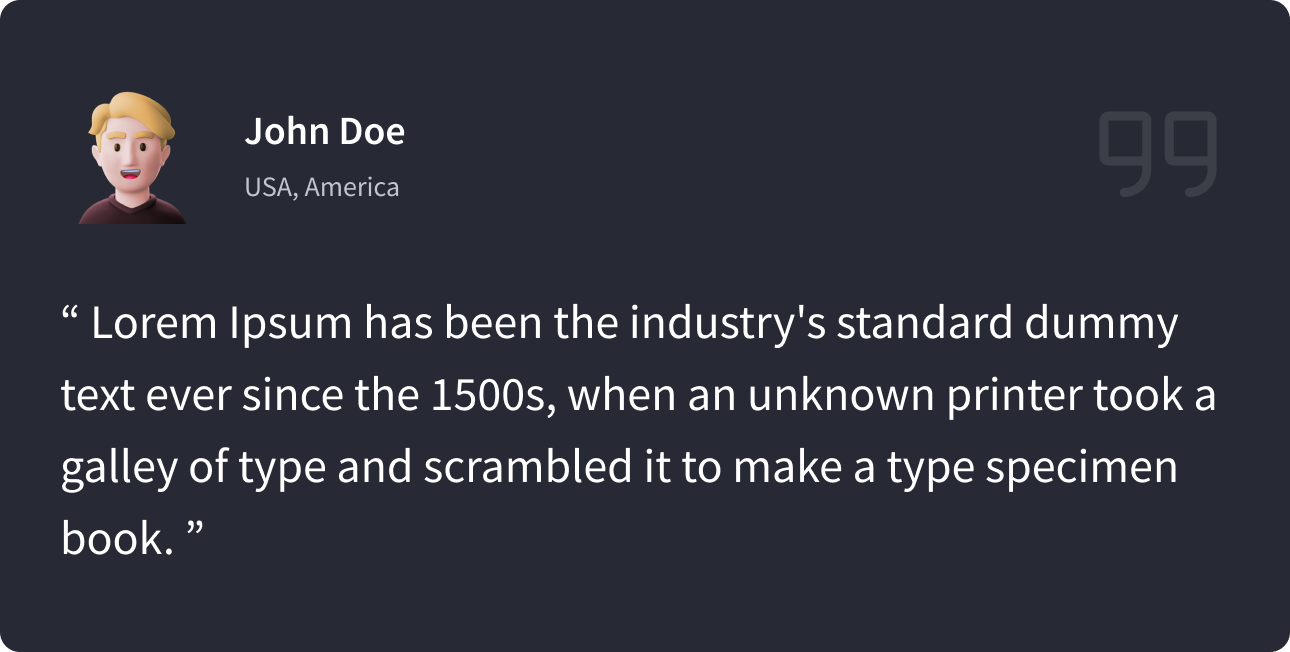 John Doe
USA, America
“ Lorem Ipsum has been the industry's standard dummy
text ever since the 1500s, when an unknown printer took a
galley of type and scrambled it to make a type specimen
book. ”